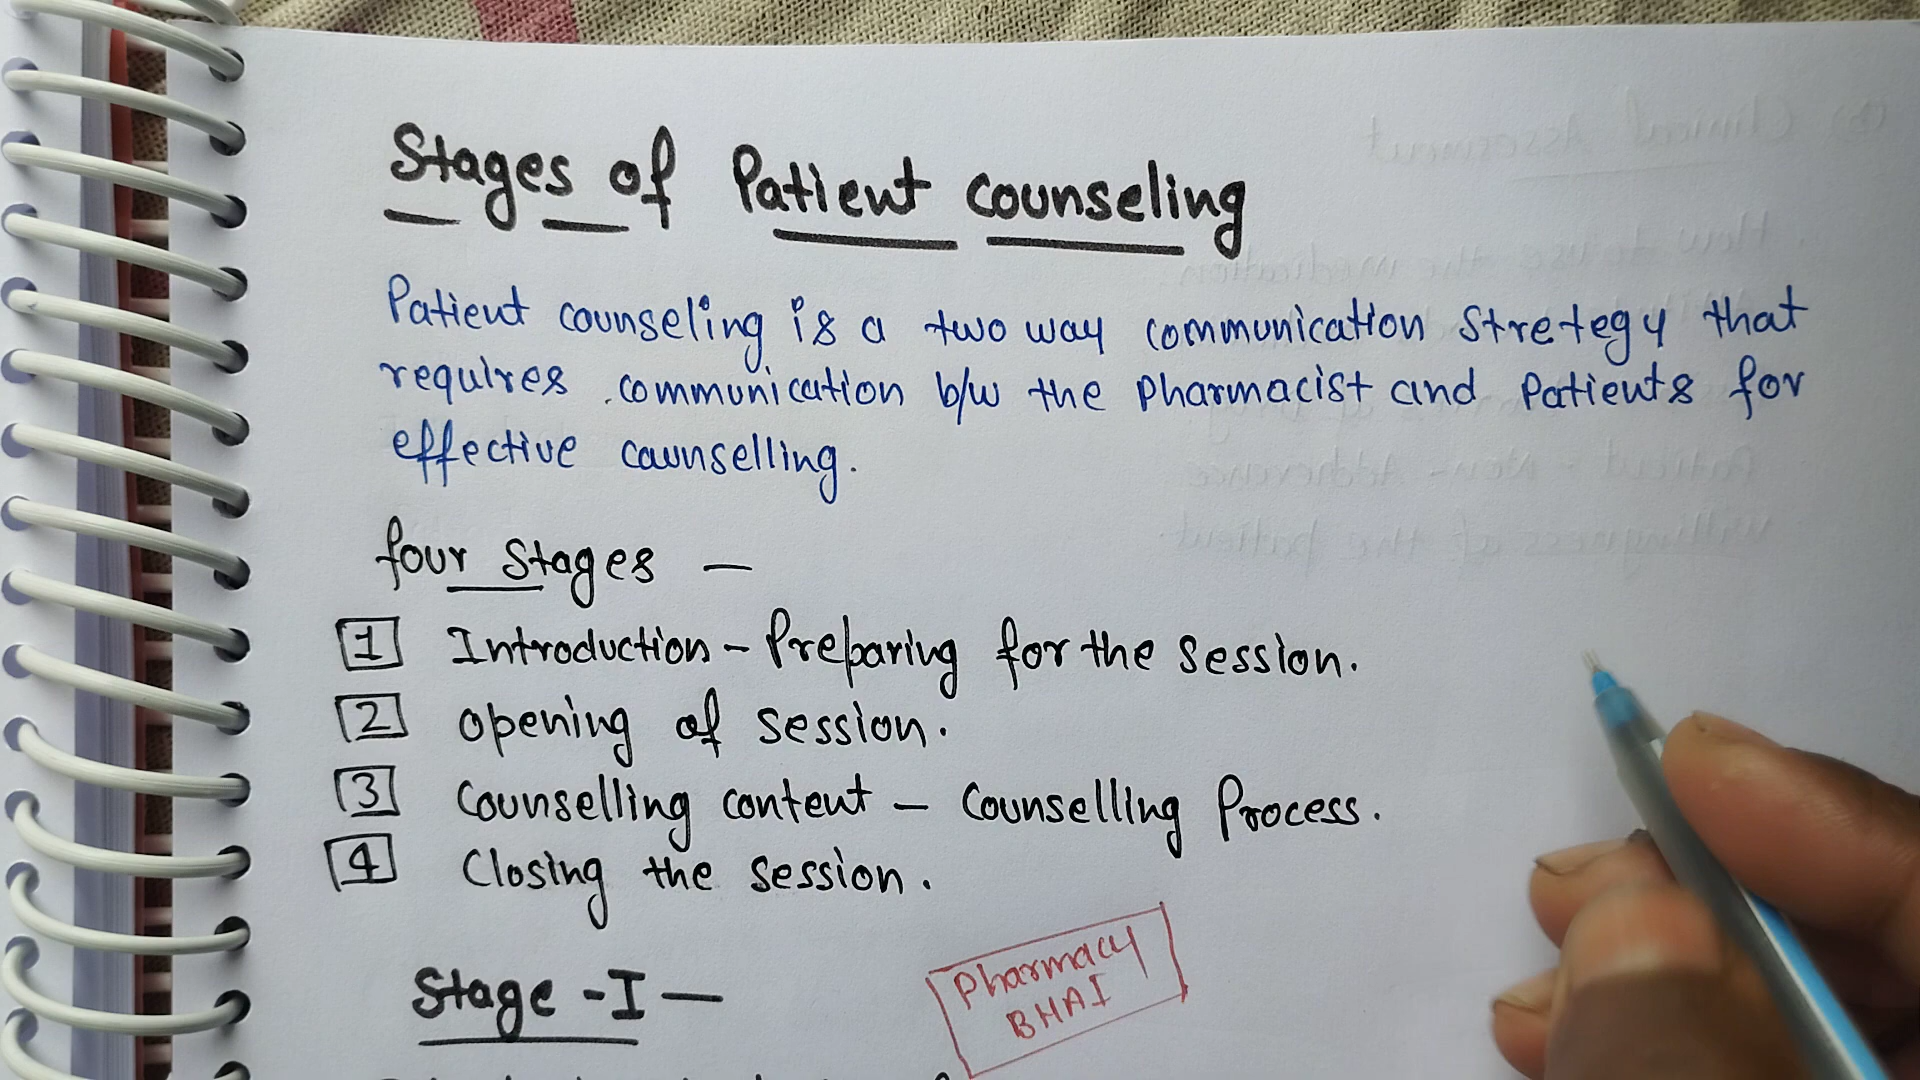 Stages of Patient counseling
Patient counseling is a two way communication Stretegy that
requires communication b/w the pharmacist and Patients for
effective counselling.
four Stages –
1 Introduction – Preparing for the session.
2 opening of session.
3 Counselling content – Counselling Process.
4 Closing the session.
Stage - I —
Pharmacy
BHAI